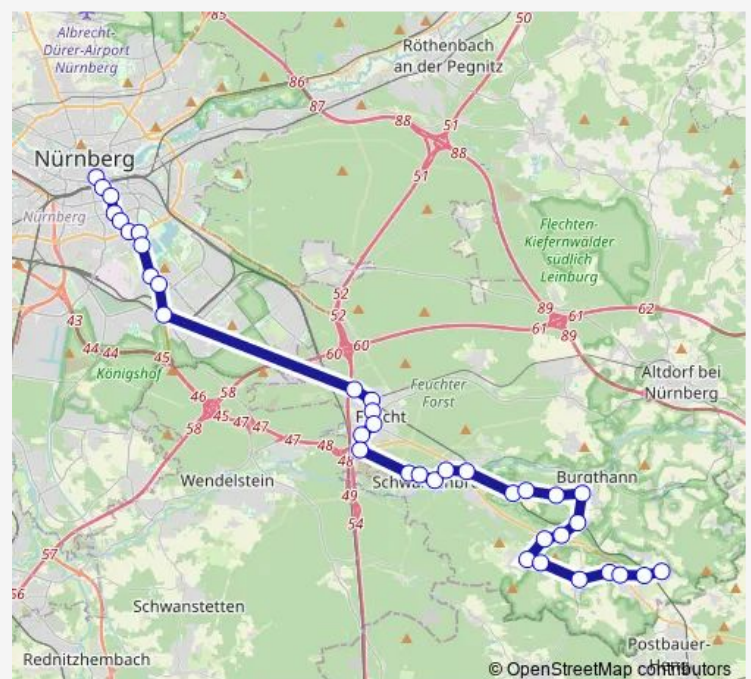 50
Albrecht-
Dürer-Airport
Nürnberg
85
Röthenbach
an der Pegnitz
86
87
88
51
88
Nürnberg
51
Nürnberg
Flechten-
Kiefernwälder
südlich
Leinburg
52
52
89
61
62
43
61
89
60
60
44
44
45
Königshof
Altdorf bei
Nürnberg
46
58
Feuchter
Forst
45
47
47
58
47
48
48
Wendelstein
Burgthann
49
54
57
56
Schwanstetten
Rednitzhembach
Postbauer-
Heng
© OpenStreetMap contributors